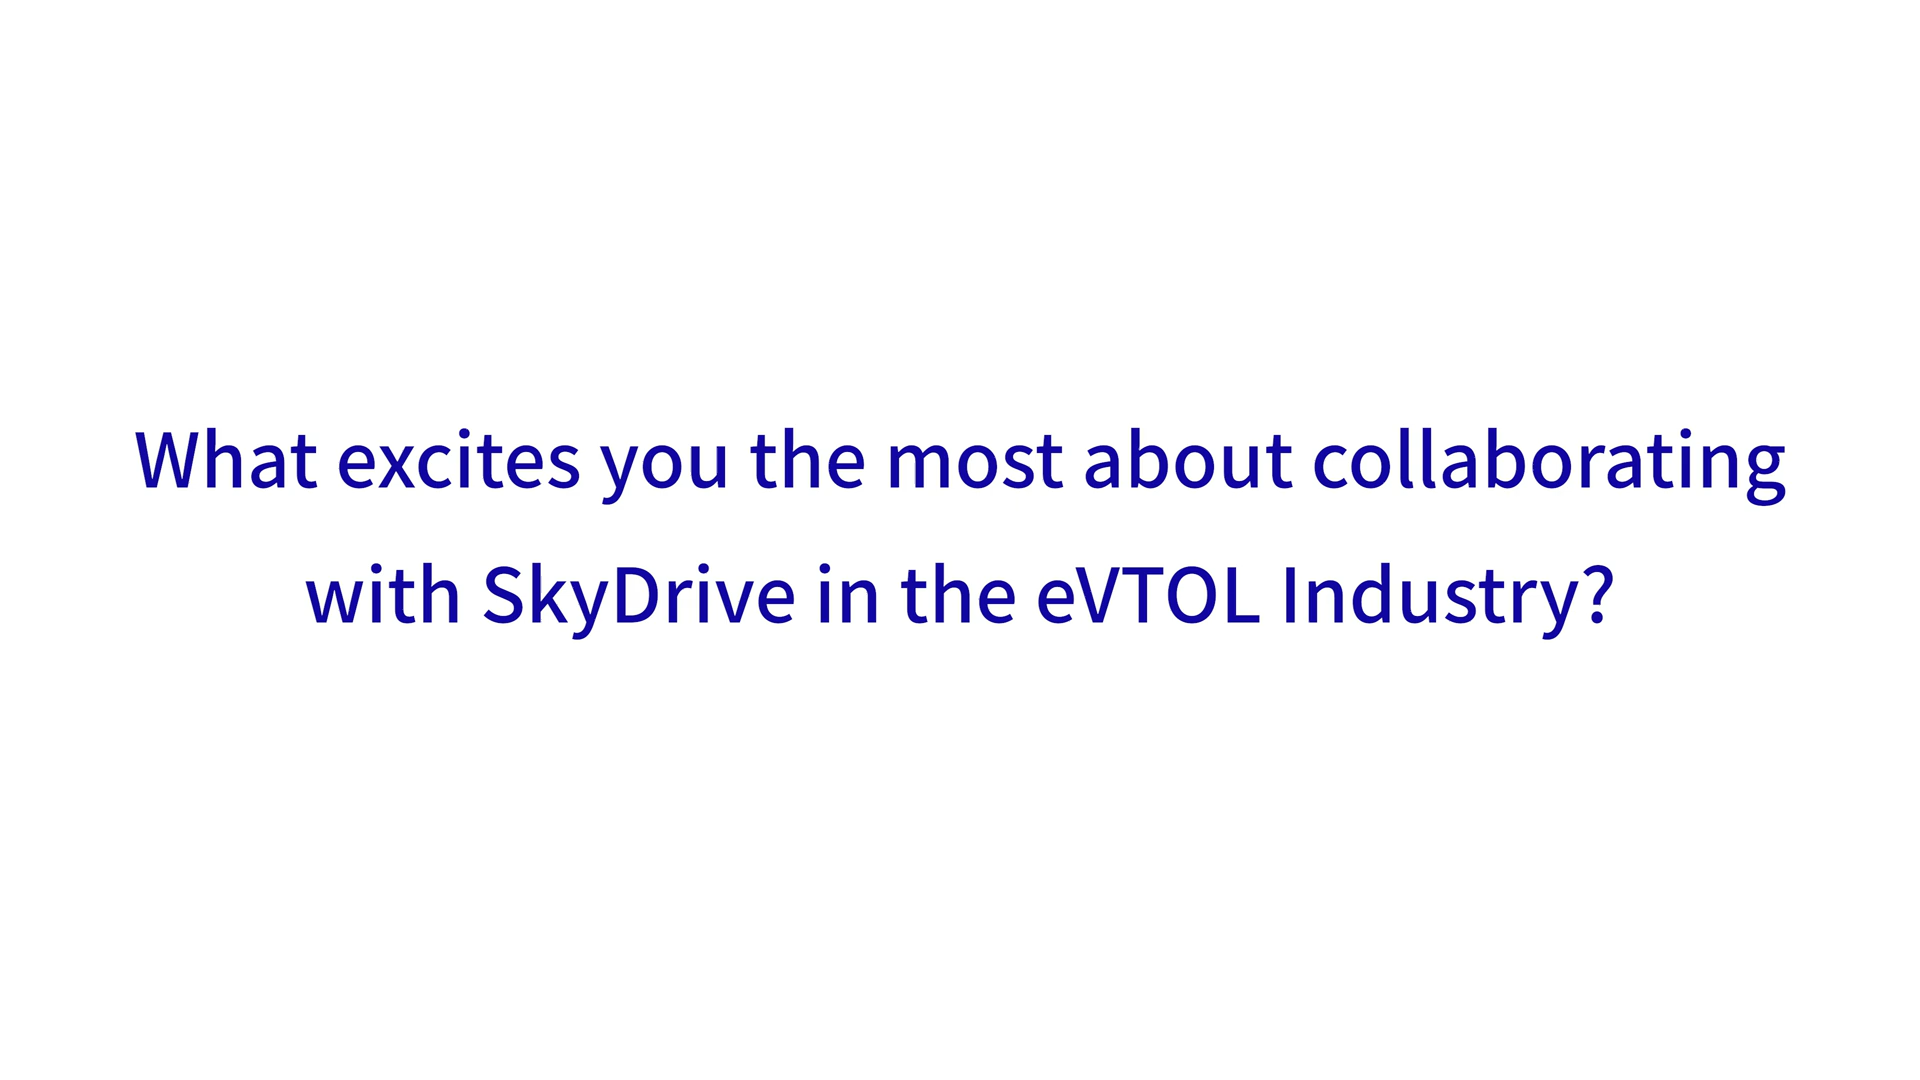 What excites you the most about collaborating
with SkyDrive in the eVTOL Industry?